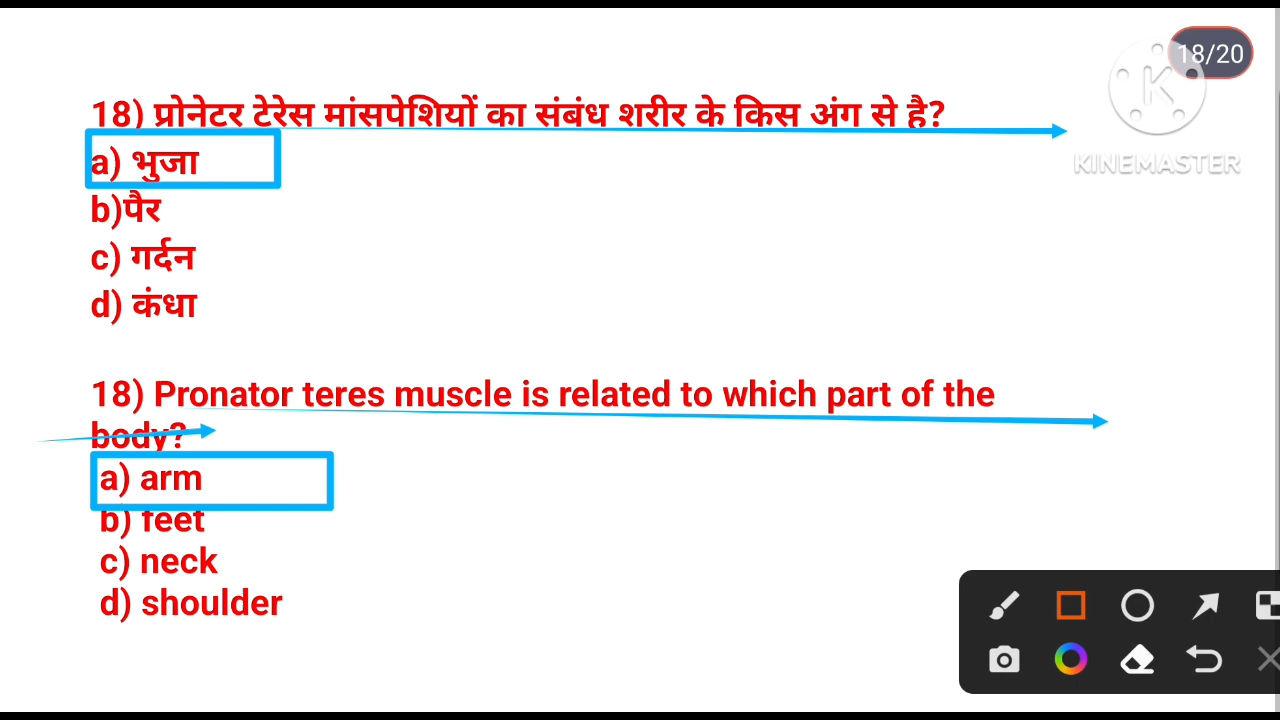 18/20
KINEMASTER
18) प्रोनेटर टेरेस मांसपेशियों का संबंध शरीर के किस अंग से है?
a) भुजा
b)पैर
c) गर्दन
d) कंधा
18) Pronator teres muscle is related to which part of the
body?
a) arm
b) feet
c) neck
d) shoulder